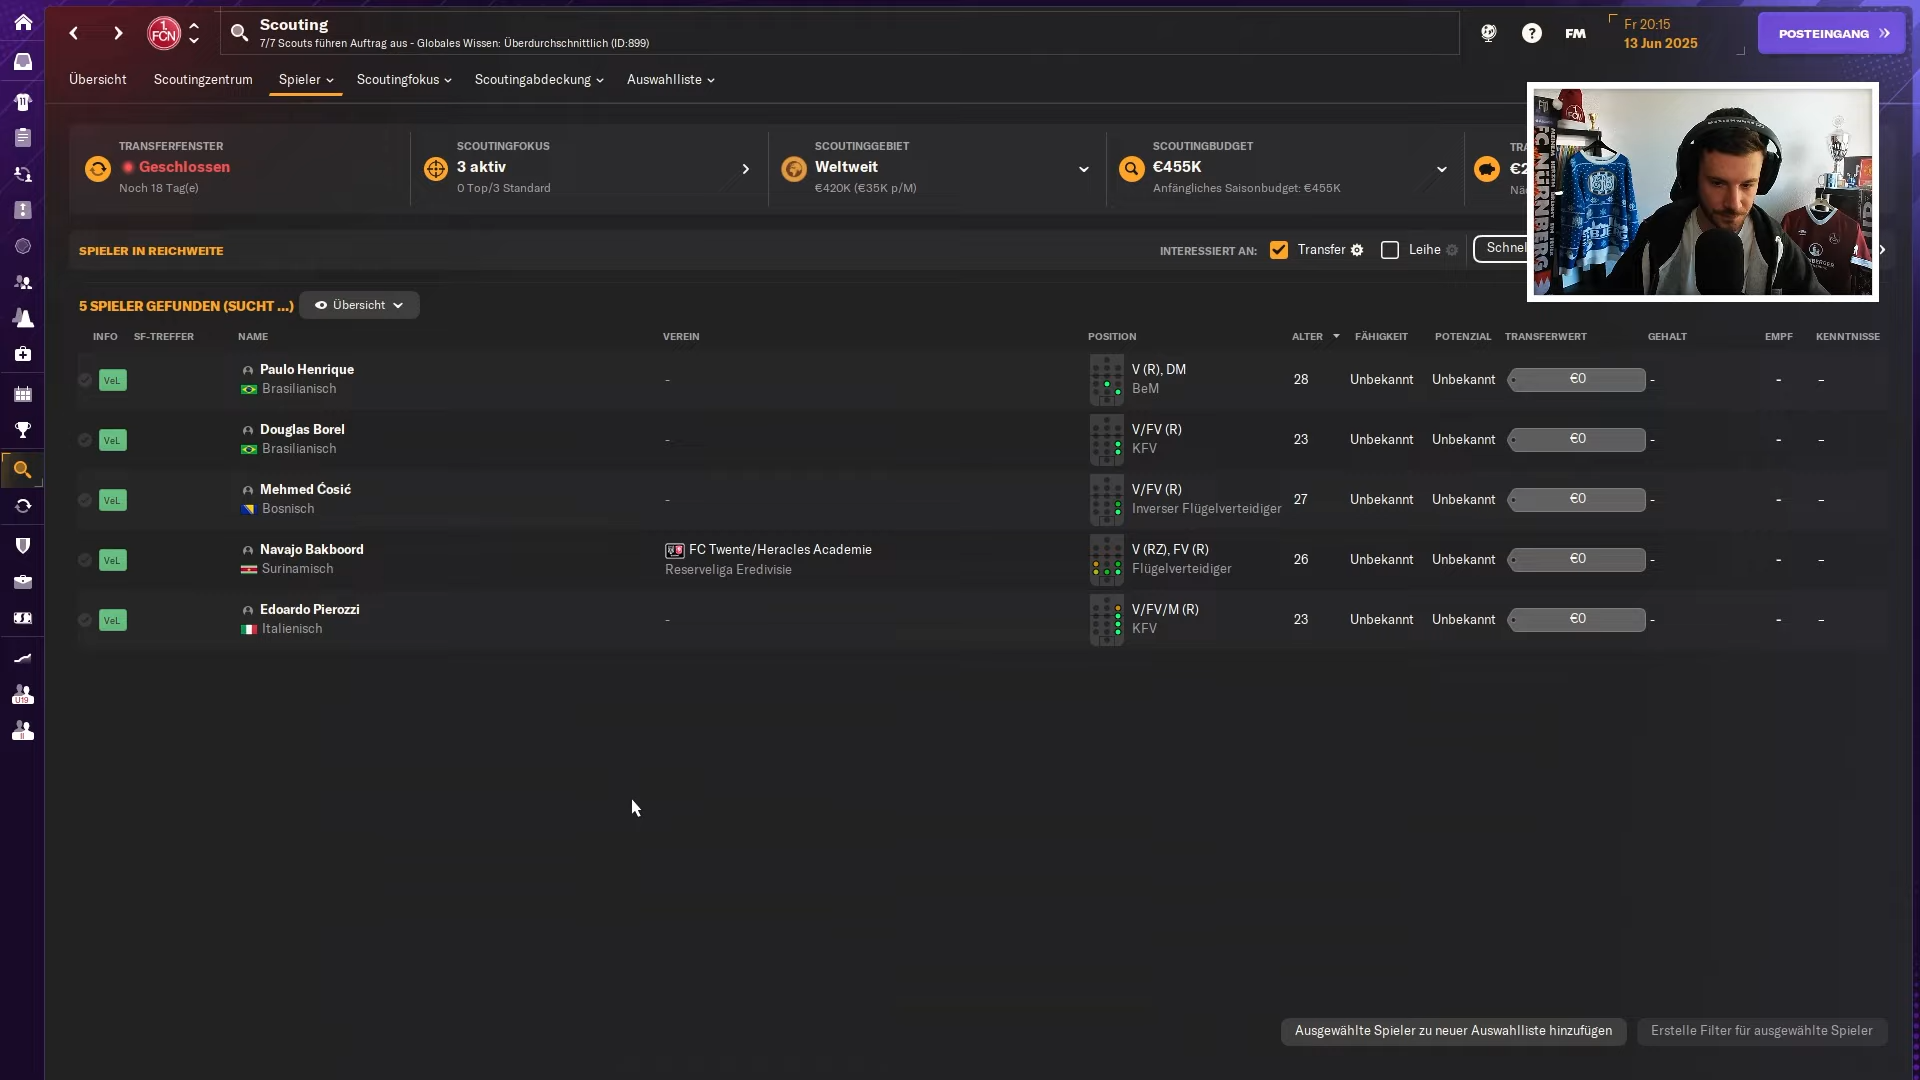 1. FCN
Scouting
7/7 Scouts führen Auftrag aus - Globales Wissen: Überdurchschnittlich (ID:899)
FM
Fr 20:15
13 Jun 2025
POSTEINGANG
Übersicht
Scoutingzentrum
Spieler
Scoutingfokus
Scoutingabdeckung
Auswahlliste
TRANSFERFENSTER
Geschlossen
Noch 18 Tag(e)
SCOUTINGFOKUS
3 aktiv
0 Top/3 Standard
SCOUTINGGEBIET
Weltweit
€420K (€35K p/M)
SCOUTINGBUDGET
€455K
Anfängliches Saisonbudget: €455K
FC NÜRNBERG
SPIELER IN REICHWEITE
INTERESSIERT AN:
Transfer
Leihe
5 SPIELER GEFUNDEN (SUCHT ...)
Übersicht
INFO SF-TREFFER NAME VEREIN POSITION ALTER FÄHIGKEIT POTENZIAL TRANSFERWERT GEHALT EMPF KENNTNISSE
VeL Paulo Henrique - V (R), DM 28 Unbekannt Unbekannt €0 - - -
Brasilianisch BeM
VeL Douglas Borel - V/FV (R) 23 Unbekannt Unbekannt €0 - - -
Brasilianisch KFV
VeL Mehmed Ćosić - V/FV (R) 27 Unbekannt Unbekannt €0 - - -
Bosnisch Inverser Flügelverteidiger
VeL Navajo Bakboord FC Twente/Heracles Academie V (RZ), FV (R) 26 Unbekannt Unbekannt €0 - - -
Surinamisch Reserveliga Eredivisie Flügelverteidiger
VeL Edoardo Pierozzi - V/FV/M (R) 23 Unbekannt Unbekannt €0 - - -
Italienisch KFV
U19
II
Ausgewählte Spieler zu neuer Auswahlliste hinzufügen
Erstelle Filter für ausgewählte Spieler